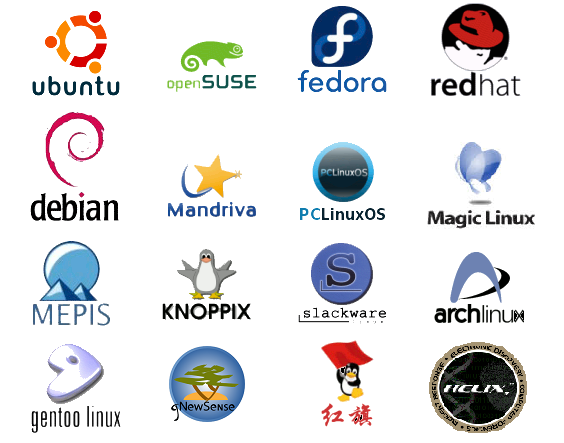 ubuntu
openSUSE
fedora
redhat
debian
Mandriva
PCLinuxOS
PCLinuxOS
Magic Linux
MEPIS
KNOPPIX
S
slackware
archlinux
gentoo linux
gNewSense
红旗
HELIX